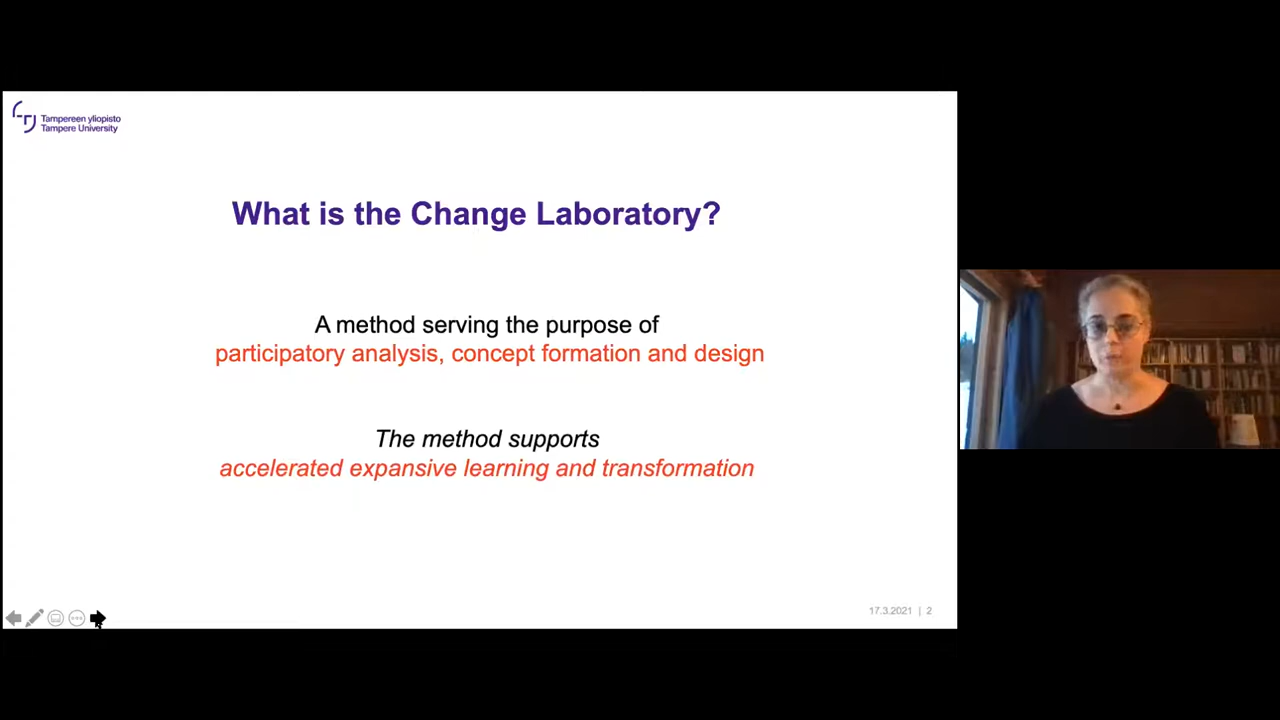 Tampereen yliopisto
Tampere University
What is the Change Laboratory?
A method serving the purpose of
participatory analysis, concept formation and design
The method supports
accelerated expansive learning and transformation
17.3.2021 | 2